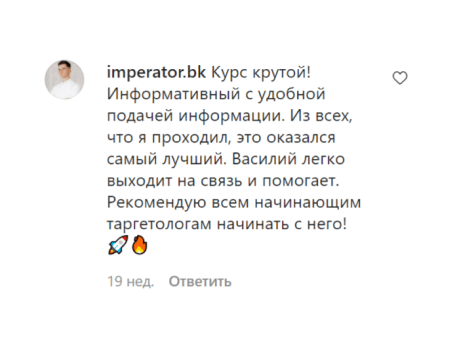 imperator.bk Курс крутой!
Информативный с удобной
подачей информации. Из всех,
что я проходил, это оказался
самый лучший. Василий легко
выходит на связь и помогает.
Рекомендую всем начинающим
таргетологам начинать с него!
🚀🔥
19 нед. Ответить